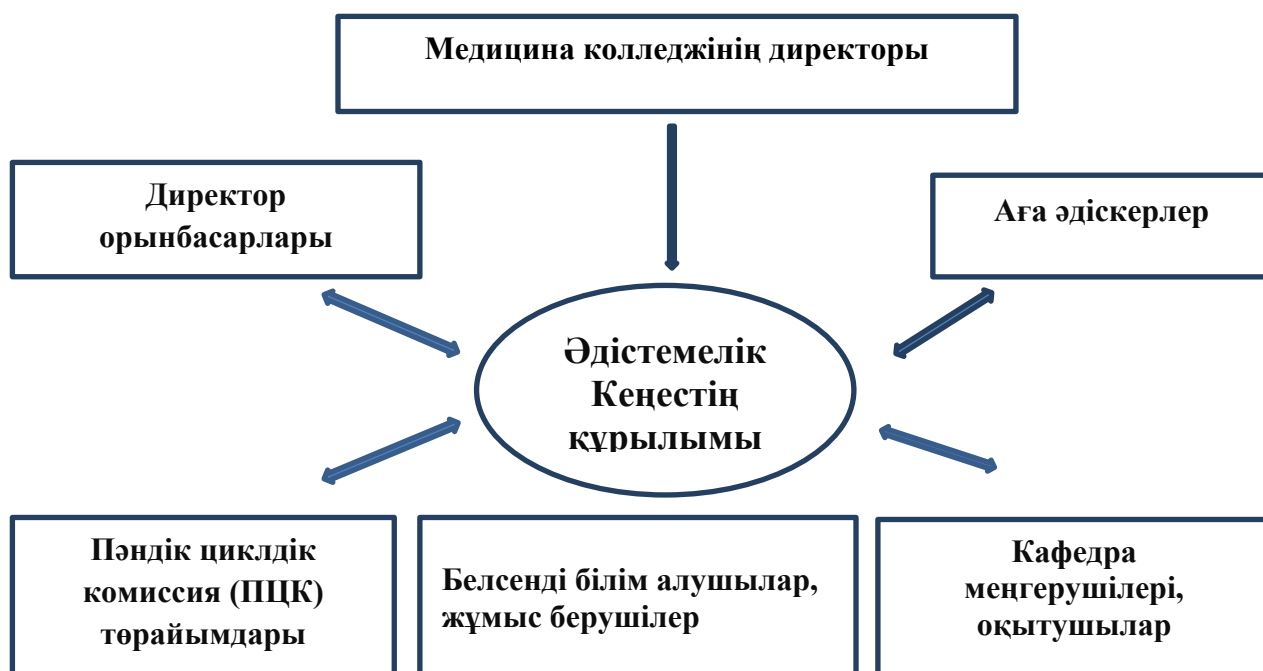 Медицина колледжінің директоры
Директор
орынбасарлары
Аға әдіскерлер
Әдістемелік
Кеңестің
құрылымы
Пәндік циклдік
комиссия (ПЦК)
төрайымдары
Белсенді білім алушылар,
жұмыс берушілер
Кафедра
меңгерушілері,
оқытушылар